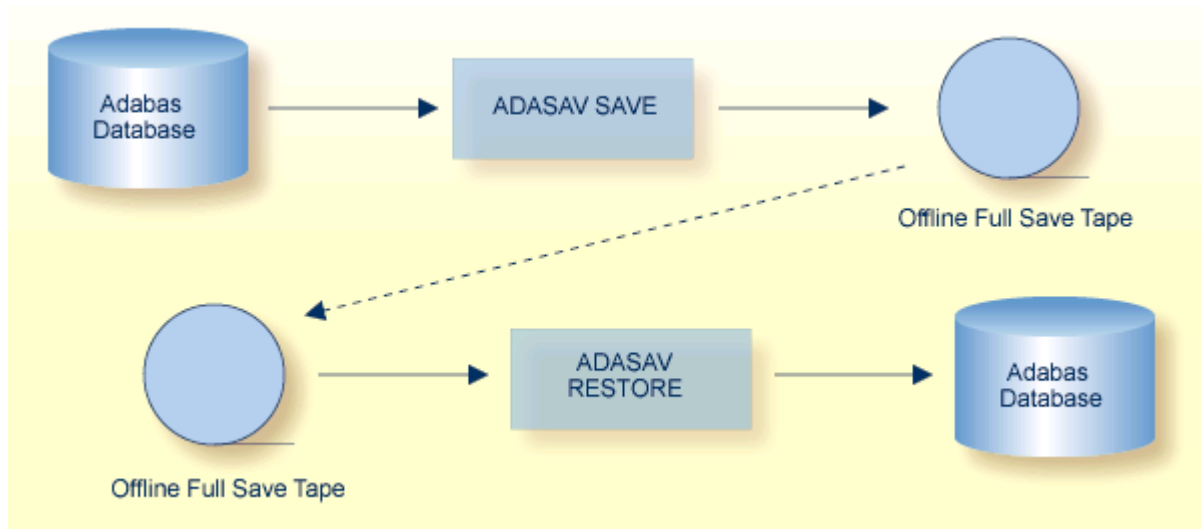 Adabas
Database
ADASAV SAVE
Offline Full Save Tape
Offline Full Save Tape
ADASAV
RESTORE
Adabas
Database